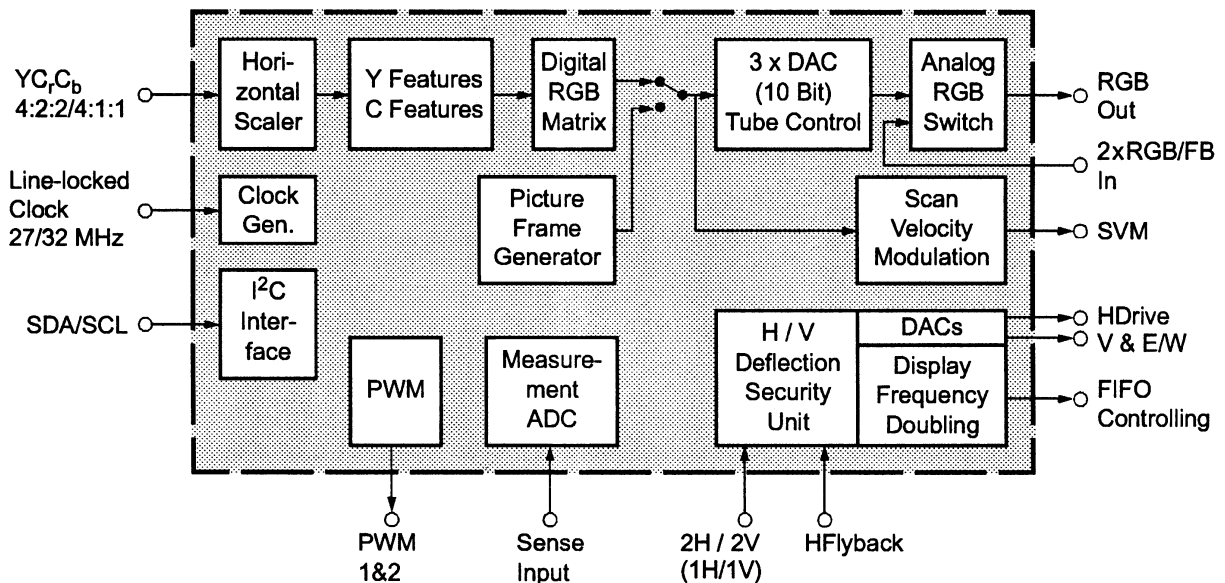 YCrCb
4:2:2/4:1:1
Hori-
zontal
Scaler
Y Features
C Features
Digital
RGB
Matrix
3 x DAC
(10 Bit)
Tube Control
Analog
RGB
Switch
RGB
Out
2xRGB/FB
In
Line-locked
Clock
27/32 MHz
Clock
Gen.
Picture
Frame
Generator
Scan
Velocity
Modulation
SVM
SDA/SCL
I²C
Inter-
face
PWM
Measure-
ment
ADC
H / V
Deflection
Security
Unit
DACs
Display
Frequency
Doubling
HDrive
V & E/W
FIFO
Controlling
PWM
1&2
Sense
Input
2H / 2V
(1H/1V)
HFlyback